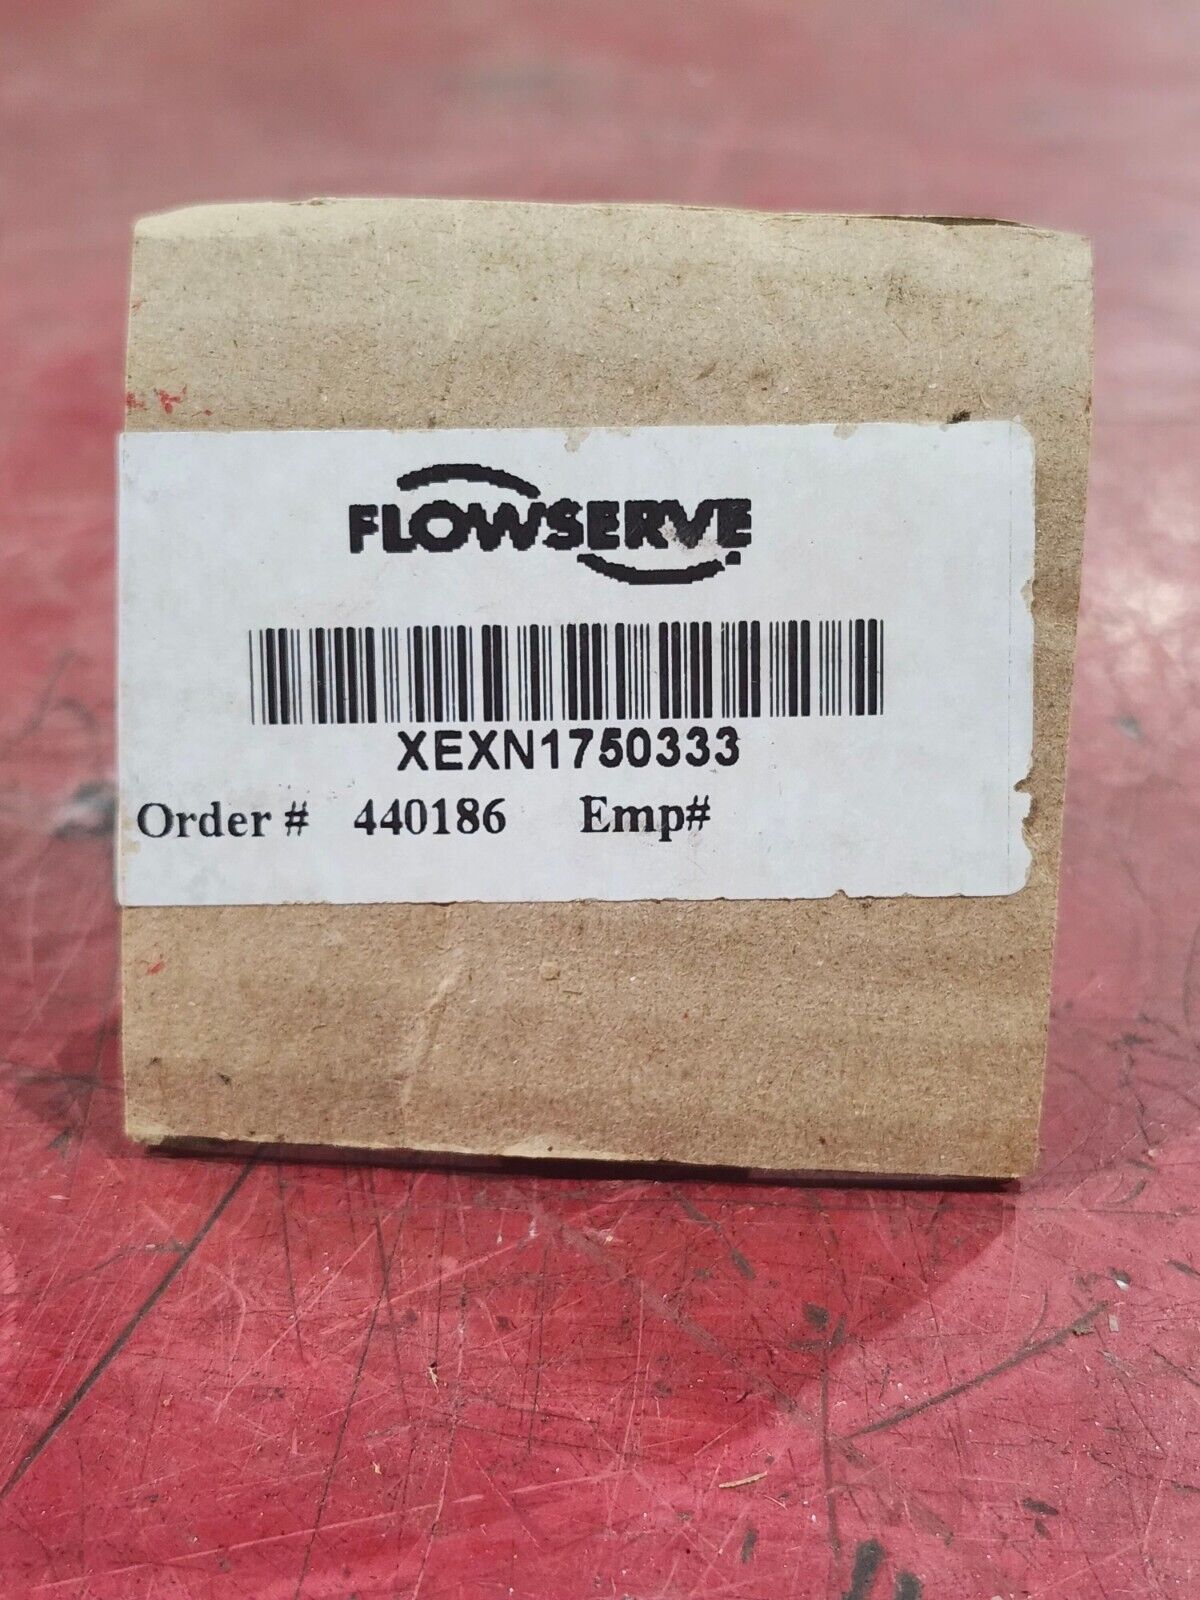 FLOWSERVE
XEXN1750333
Order # 440186 Emp#